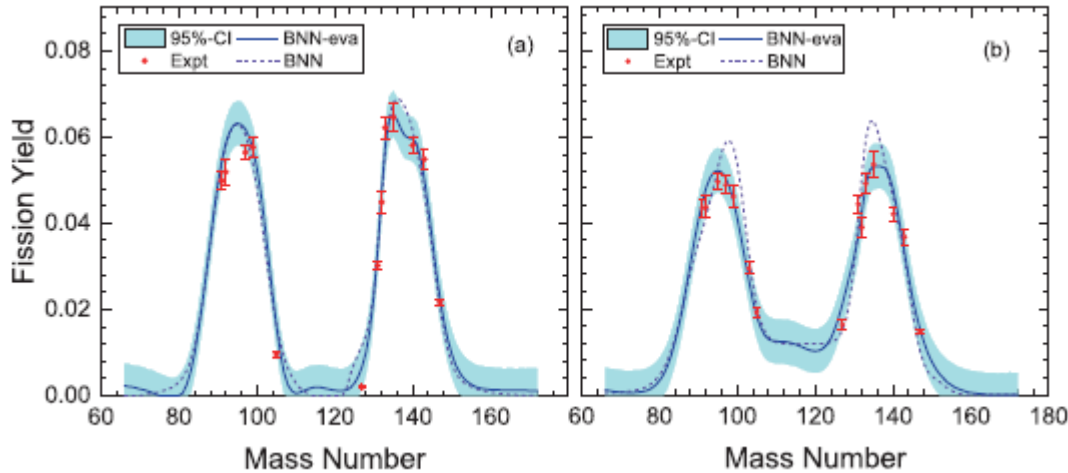 0.08
0.06
0.04
0.02
0.00
Fission Yield
95%-CI BNN-eva
Expt BNN
(a)
60 80 100 120 140 160
Mass Number
95%-CI BNN-eva
Expt BNN
(b)
60 80 100 120 140 160 180
Mass Number